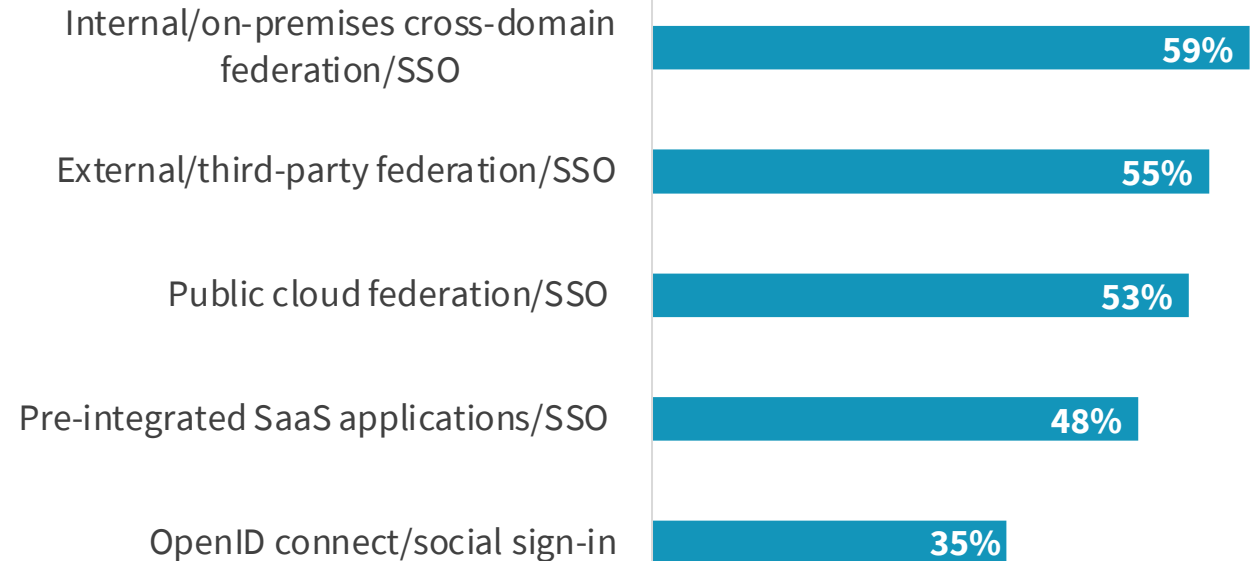 Internal/on-premises cross-domain
federation/SSO
59%
External/third-party federation/SSO
55%
Public cloud federation/SSO
53%
Pre-integrated SaaS applications/SSO
48%
OpenID connect/social sign-in
35%